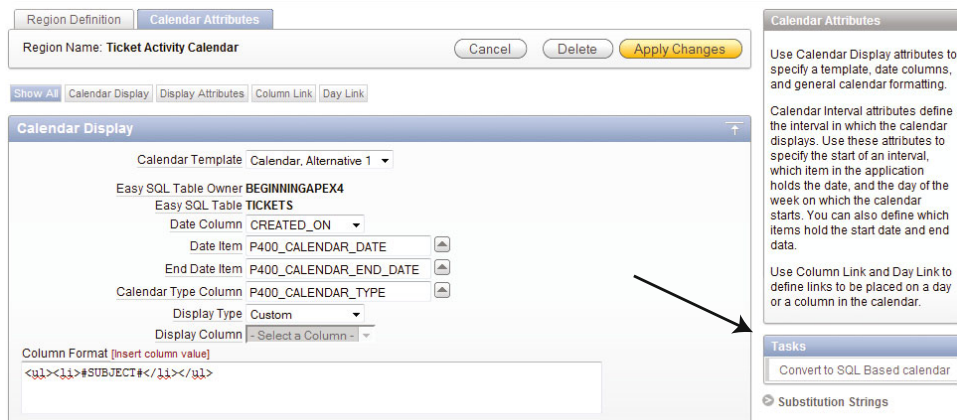 Region Definition
Calendar Attributes
Region Name: Ticket Activity Calendar
Cancel
Delete
Apply Changes
Show All
Calendar Display
Display Attributes
Column Link
Day Link
Calendar Display
Calendar Template Calendar, Alternative 1
Easy SQL Table Owner BEGINNINGAPEX4
Easy SQL Table TICKETS
Date Column CREATED_ON
Date Item P400_CALENDAR_DATE
End Date Item P400_CALENDAR_END_DATE
Calendar Type Column P400_CALENDAR_TYPE
Display Type Custom
Display Column - Select a Column -
Column Format [Insert column value]
<ul><li>#SUBJECT#</li></ul>
Calendar Attributes
Use Calendar Display attributes to
specify a template, date columns,
and general calendar formatting.
Calendar Interval attributes define
the interval in which the calendar
displays. Use these attributes to
specify the start of an interval,
which item in the application
holds the date, and the day of the
week on which the calendar
starts. You can also define which
items hold the start date and end
data.
Use Column Link and Day Link to
define links to be placed on a day
or a column in the calendar.
Tasks
Convert to SQL Based calendar
Substitution Strings